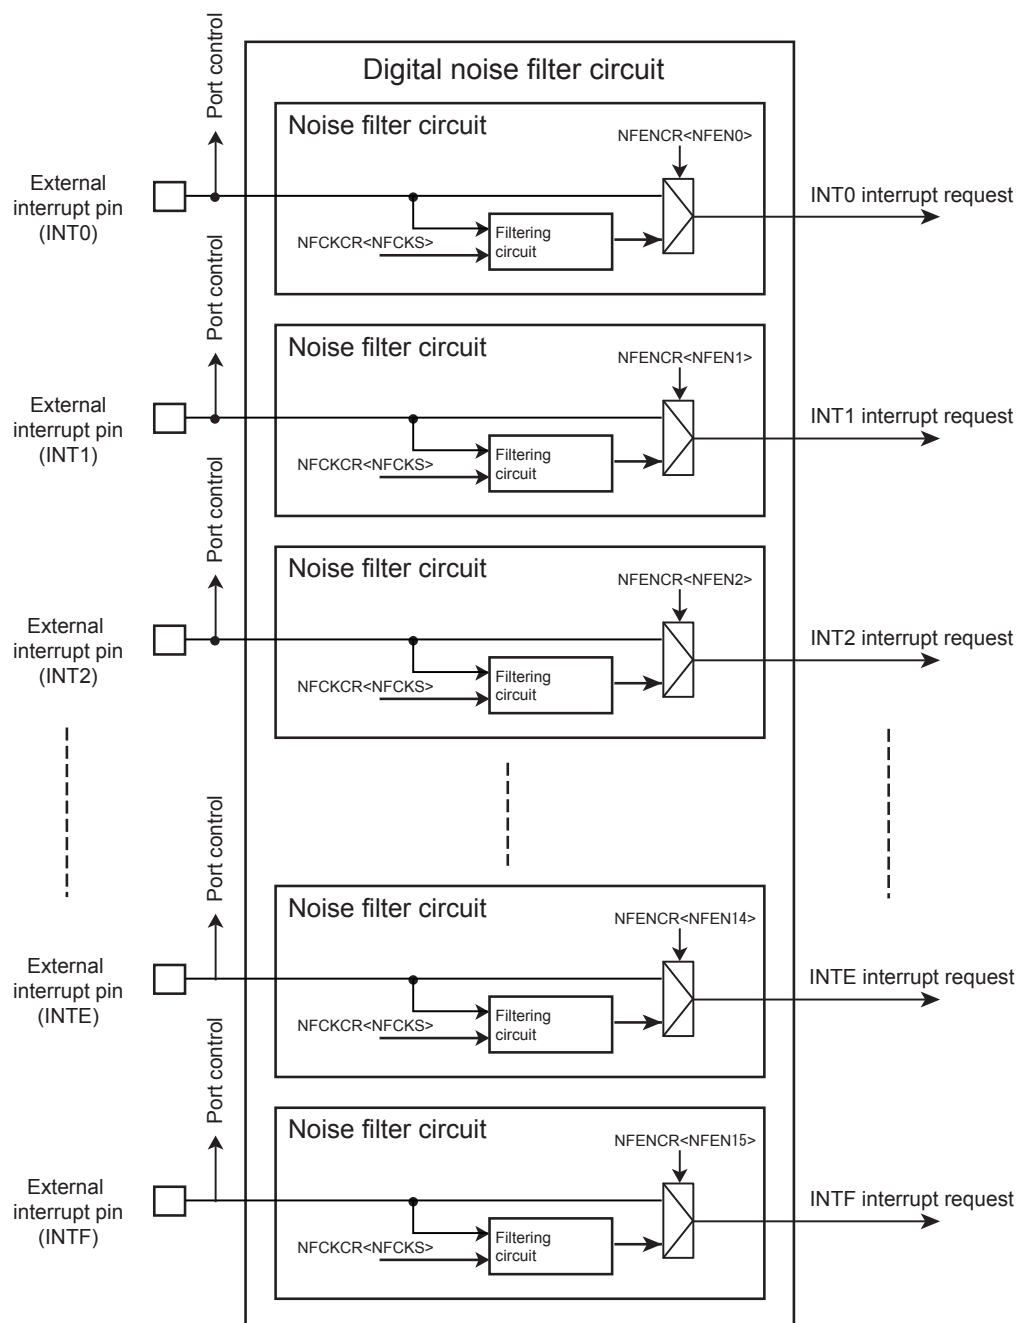 Digital noise filter circuit
Port control
Noise filter circuit
NFENCR<NFEN0>
External
interrupt pin
(INT0)
INT0 interrupt request
Filtering
circuit
NFCKCR<NFCKS>
Port control
Noise filter circuit
NFENCR<NFEN1>
External
interrupt pin
(INT1)
INT1 interrupt request
Filtering
circuit
NFCKCR<NFCKS>
Port control
Noise filter circuit
NFENCR<NFEN2>
External
interrupt pin
(INT2)
INT2 interrupt request
Filtering
circuit
NFCKCR<NFCKS>
Port control
Noise filter circuit
NFENCR<NFEN14>
External
interrupt pin
(INTE)
INTE interrupt request
Filtering
circuit
NFCKCR<NFCKS>
Port control
Noise filter circuit
NFENCR<NFEN15>
External
interrupt pin
(INTF)
INTF interrupt request
Filtering
circuit
NFCKCR<NFCKS>